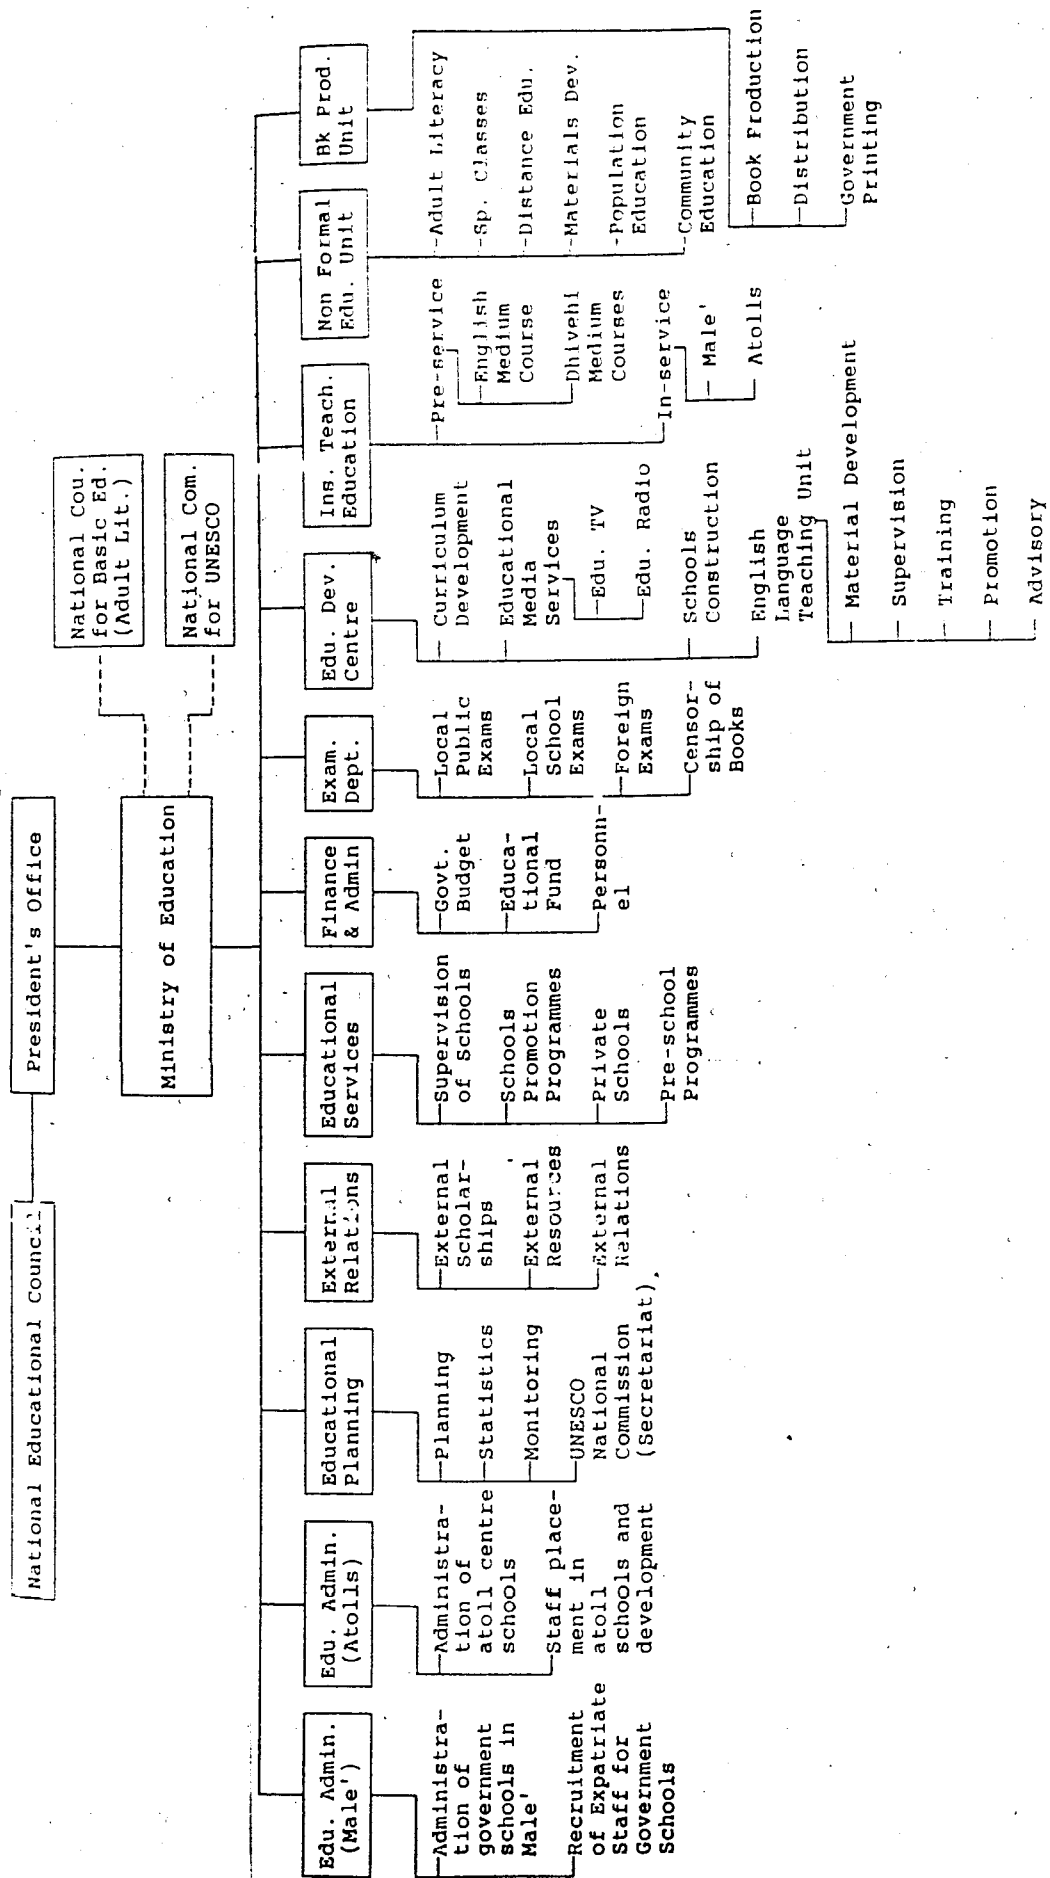 National Educational Council
President's Office
National Cou.
for Basic Ed.
(Adult Lit.)
National Com.
for UNESCO
Ministry of Education
Edu. Admin.
(Male')
Administra-
tion of
government
schools in
Male'
Recruitment
of Expatriate
Staff for
Government
Schools
Edu. Admin.
(Atolls)
Administra-
tion of
atoll centre
schools
Staff place-
ment in
atoll
schools and
development
Educational
Planning
Planning
Statistics
Monitoring
UNESCO
National
Commission
(Secretariat)
External
Relations
External
Scholar-
ships
External
Resources
External
Relations
Educational
Services
Supervision
of Schools
Schools
Promotion
Programmes
Private
Schools
Pre-school
Programmes
Finance
& Admin
Govt.
Budget
Educa-
tional
Fund
Personn-
el
Exam.
Dept.
Local
Public
Exams
Local
School
Exams
Foreign
Exams
Censor-
ship of
Books
Edu. Dev.
Centre
Curriculum
Development
Educational
Media
Services
Edu. TV
Edu. Radio
Schools
Construction
English
Language
Teaching Unit
Material Development
Supervision
Training
Promotion
Advisory
Ins. Teach.
Education
Pre-service
English
Medium
Course
Dhivehi
Medium
Courses
In-service
Male'
Atolls
Non Formal
Edu. Unit
Adult Literacy
Sp. Classes
Distance Edu.
Materials Dev.
Population
Education
Community
Education
Bk Prod.
Unit
Book Production
Distribution
Government
Printing